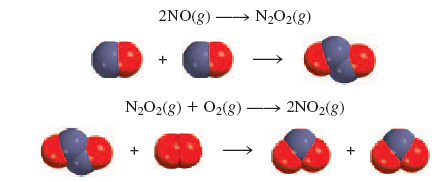 2NO(g) ⟶ N₂O₂(g)
+ ⟶
N₂O₂(g) + O₂(g) ⟶ 2NO₂(g)
+ ⟶ +